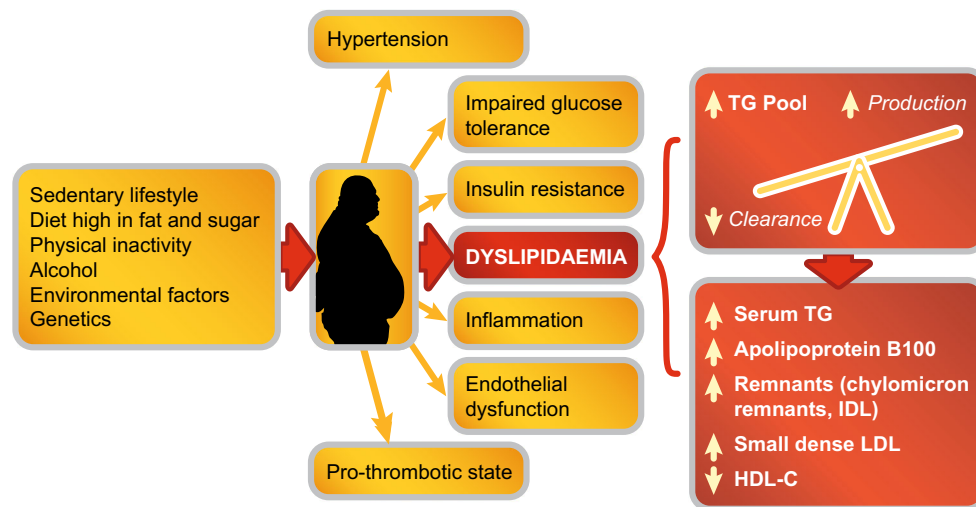 Sedentary lifestyle
Diet high in fat and sugar
Physical inactivity
Alcohol
Environmental factors
Genetics
Hypertension
Impaired glucose
tolerance
Insulin resistance
DYSLIPIDAEMIA
Inflammation
Endothelial
dysfunction
Pro-thrombotic state
TG Pool
Production
Clearance
Serum TG
Apolipoprotein B100
Remnants (chylomicron
remnants, IDL)
Small dense LDL
HDL-C